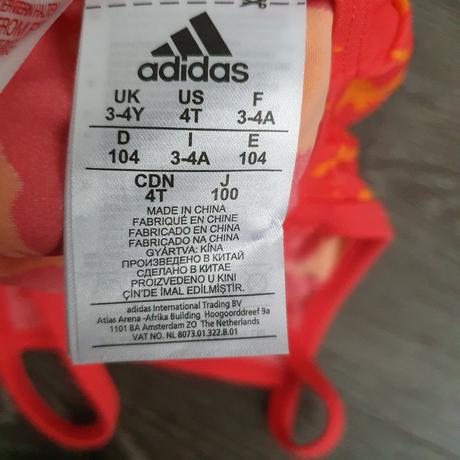 adidas
UK US F
3-4Y 4T 3-4A
D I E
104 3-4A 104
CDN J
4T 100
MADE IN CHINA
FABRIQUÉ EN CHINE
FABRICADO EN CHINA
FABRICADO NA CHINA
GYÁRTVA: KÍNA
ПРОИЗВЕДЕНО В КИТАЙ
СДЕЛАНО В КИТАЕ
PROIZVEDENO U KINI
ÇİN'DE İMAL EDİLMİŞTİR.
adidas International Trading BV
Atlas Arena -Afrika Building Hoogoorddreef 9a
1101 BA Amsterdam ZO The Netherlands
VAT NO. NL 8073.01.322.B.01